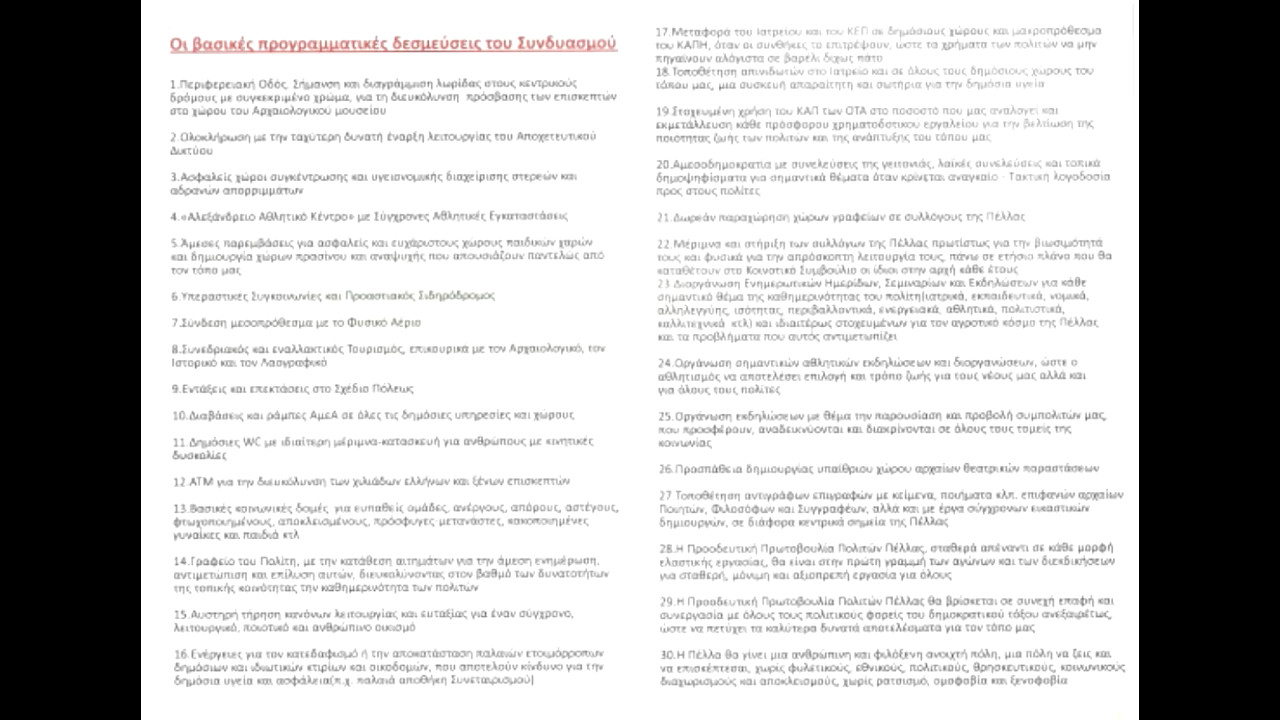 Οι βασικές προγραμματικές δεσμεύσεις του Συνδυασμού
1.Περιφερειακή Οδός, Σήμανση και διαγράμμιση λωρίδας στους κεντρικούς
δρόμους με συγκεκριμένο χρώμα, για τη διευκόλυνση πρόσβασης των επισκεπτών
στο χώρου του Αρχαιολογικού μουσείου
2.Ολοκλήρωση με την ταχύτερη δυνατή έναρξη λειτουργίας του Αποχετευτικού
Δικτύου
3.Ασφαλείς χώροι συγκέντρωσης και υγειονομικής διαχείρισης στερεών και
αδρανών απορριμμάτων
4.«Αλεξάνδρειο Αθλητικό Κέντρο» με Σύγχρονες Αθλητικές Εγκαταστάσεις
5.Άμεσες παρεμβάσεις για ασφαλείς και ευχάριστους χώρους παιδικών χαρών
και δημιουργία χώρων πρασίνου και αναψυχής που απουσιάζουν παντελώς από
τον τόπο μας
6.Υπεραστικές Συγκοινωνίες και Προαστιακός Σιδηρόδρομος
7.Σύνδεση μεσοπρόθεσμα με το Φυσικό Αέριο
8.Συνεδριακός και εναλλακτικός Τουρισμός, επικουρικά με τον Αρχαιολογικό, τον
Ιστορικό και τον Λαογραφικό
9.Εντάξεις και επεκτάσεις στο Σχέδιο Πόλεως
10.Διαβάσεις και ράμπες ΑμεΑ σε όλες τις δημόσιες υπηρεσίες και χώρους
11.Δημόσιες WC με ιδιαίτερη μέριμνα-κατασκευή για ανθρώπους με κινητικές
δυσκολίες
12.ΑΤΜ για την διευκόλυνση των χιλιάδων ελλήνων και ξένων επισκεπτών
13.Βασικές κοινωνικές δομές για ευπαθείς ομάδες, ανέργους, απόρους, αστέγους,
φτωχοποιημένους, αποκλεισμένους, πρόσφυγες μετανάστες, κακοποιημένες
γυναίκες και παιδιά κτλ
14.Γραφείο του Πολίτη, με την κατάθεση αιτημάτων για την άμεση ενημέρωση,
αντιμετώπιση και επίλυση αυτών, διευκολύνοντας στον βαθμό των δυνατοτήτων
της τοπικής κοινότητας την καθημερινότητα των πολιτών
15.Αυστηρή τήρηση κανόνων λειτουργίας και ευταξίας για έναν σύγχρονο,
λειτουργικό, ποιοτικό και ανθρώπινο οικισμό
16.Ενέργειες για τον κατεδαφισμό ή την αποκατάσταση παλαιών ετοιμόρροπων
δημόσιων και ιδιωτικών κτιρίων και οικοδομών, που αποτελούν κίνδυνο για την
δημόσια υγεία και ασφάλεια(π.χ. παλαιά αποθήκη Συνεταιρισμού)
17.Μεταφορά του Ιατρείου και του ΚΕΠ σε δημόσιους χώρους και μακροπρόθεσμα
του ΚΑΠΗ, όταν οι συνθήκες το επιτρέψουν, ώστε τα χρήματα των πολιτών να μην
πηγαίνουν αλόγιστα σε βαρέλι δίχως πάτο
18.Τοποθέτηση απινιδωτών στο Ιατρείο και σε όλους τους δημόσιους χώρους του
τόπου μας, μια συσκευή απαραίτητη και σωτήρια για την δημόσια υγεία
19.Στοχευμένη χρήση του ΚΑΠ των ΟΤΑ στο ποσοστό που μας αναλογεί και
εκμετάλλευση κάθε πρόσφορου χρηματοδοτικού εργαλείου για την βελτίωση της
ποιότητας ζωής των πολιτών και της ανάπτυξης του τόπου μας
20.Αμεσοδημοκρατία με συνελεύσεις της γειτονιάς, λαϊκές συνελεύσεις και τοπικά
δημοψηφίσματα για σημαντικά θέματα όταν κρίνεται αναγκαίο - Τακτική λογοδοσία
προς στους πολίτες
21.Δωρεάν παραχώρηση χώρων γραφείων σε συλλόγους της Πέλλας
22.Μέριμνα και στήριξη των συλλόγων της Πέλλας πρωτίστως για την βιωσιμότητά
τους και φυσικά για την απρόσκοπτη λειτουργία τους, πάνω σε ετήσιο πλάνο που θα
καταθέτουν στο Κοινοτικό Συμβούλιο οι ίδιοι στην αρχή κάθε έτους
23.Διοργάνωση Ενημερωτικών Ημερίδων, Σεμιναρίων και Εκδηλώσεων για κάθε
σημαντικό θέμα της καθημερινότητας του πολίτη(ιατρικά, εκπαιδευτικά, νομικά,
αλληλεγγύης, ισότητας, περιβαλλοντικά, ενεργειακά, αθλητικά, πολιτιστικά,
καλλιτεχνικά κτλ) και ιδιαιτέρως στοχευμένων για τον αγροτικό κόσμο της Πέλλας
και τα προβλήματα που αυτός αντιμετωπίζει
24.Οργάνωση σημαντικών αθλητικών εκδηλώσεων και διοργανώσεων, ώστε ο
αθλητισμός να αποτελέσει επιλογή και τρόπο ζωής για τους νέους μας αλλά και
για όλους τους πολίτες
25.Οργάνωση εκδηλώσεων με θέμα την παρουσίαση και προβολή συμπολιτών μας,
που προσφέρουν, αναδεικνύονται και διακρίνονται σε όλους τους τομείς της
κοινωνίας
26.Προσπάθεια δημιουργίας υπαίθριου χώρου αρχαίων θεατρικών παραστάσεων
27 Τοποθέτηση αντιγράφων επιγραφών με κείμενα, ποιήματα κλπ. επιφανών αρχαίων
Ποιητών, Φιλοσόφων και Συγγραφέων, αλλά και με έργα σύγχρονων εικαστικών
δημιουργών, σε διάφορα κεντρικά σημεία της Πέλλας
28.Η Προοδευτική Πρωτοβουλία Πολιτών Πέλλας, σταθερά απέναντι σε κάθε μορφή
ελαστικής εργασίας, θα είναι στην πρώτη γραμμή των αγώνων και των διεκδικήσεων
για σταθερή, μόνιμη και αξιοπρεπή εργασία για όλους
29.Η Προοδευτική Πρωτοβουλία Πολιτών Πέλλας θα βρίσκεται σε συνεχή επαφή και
συνεργασία με όλους τους πολιτικούς φορείς του δημοκρατικού τόξου ανεξαιρέτως,
ώστε να πετύχει τα καλύτερα δυνατά αποτελέσματα για τον τόπο μας
30.Η Πέλλα θα γίνει μια ανθρώπινη και φιλόξενη ανοιχτή πόλη, μια πόλη να ζεις και
να επισκέπτεσαι, χωρίς φυλετικούς, εθνικούς, πολιτικούς, θρησκευτικούς, κοινωνικούς
διαχωρισμούς και αποκλεισμούς, χωρίς ρατσισμό, ομοφοβία και ξενοφοβία